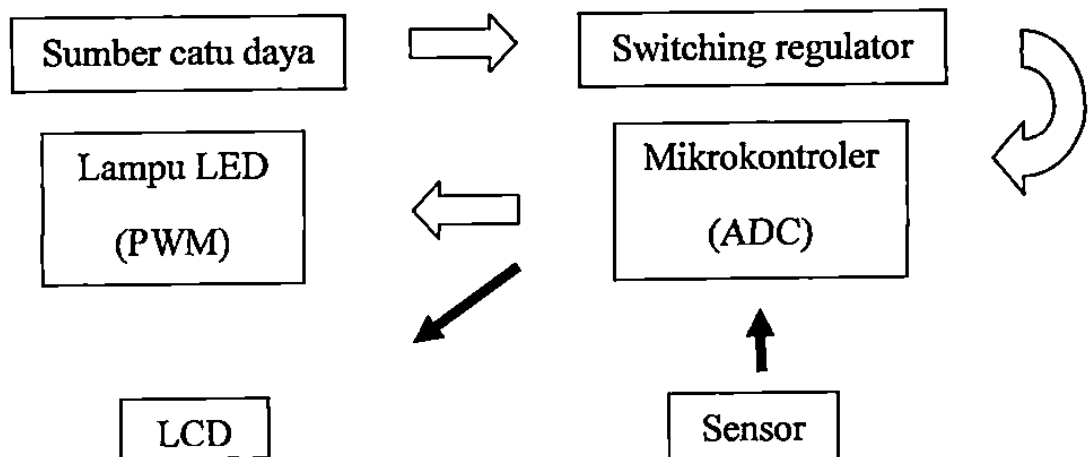 Sumber catu daya
Switching regulator
Lampu LED
(PWM)
Mikrokontroler
(ADC)
LCD
Sensor